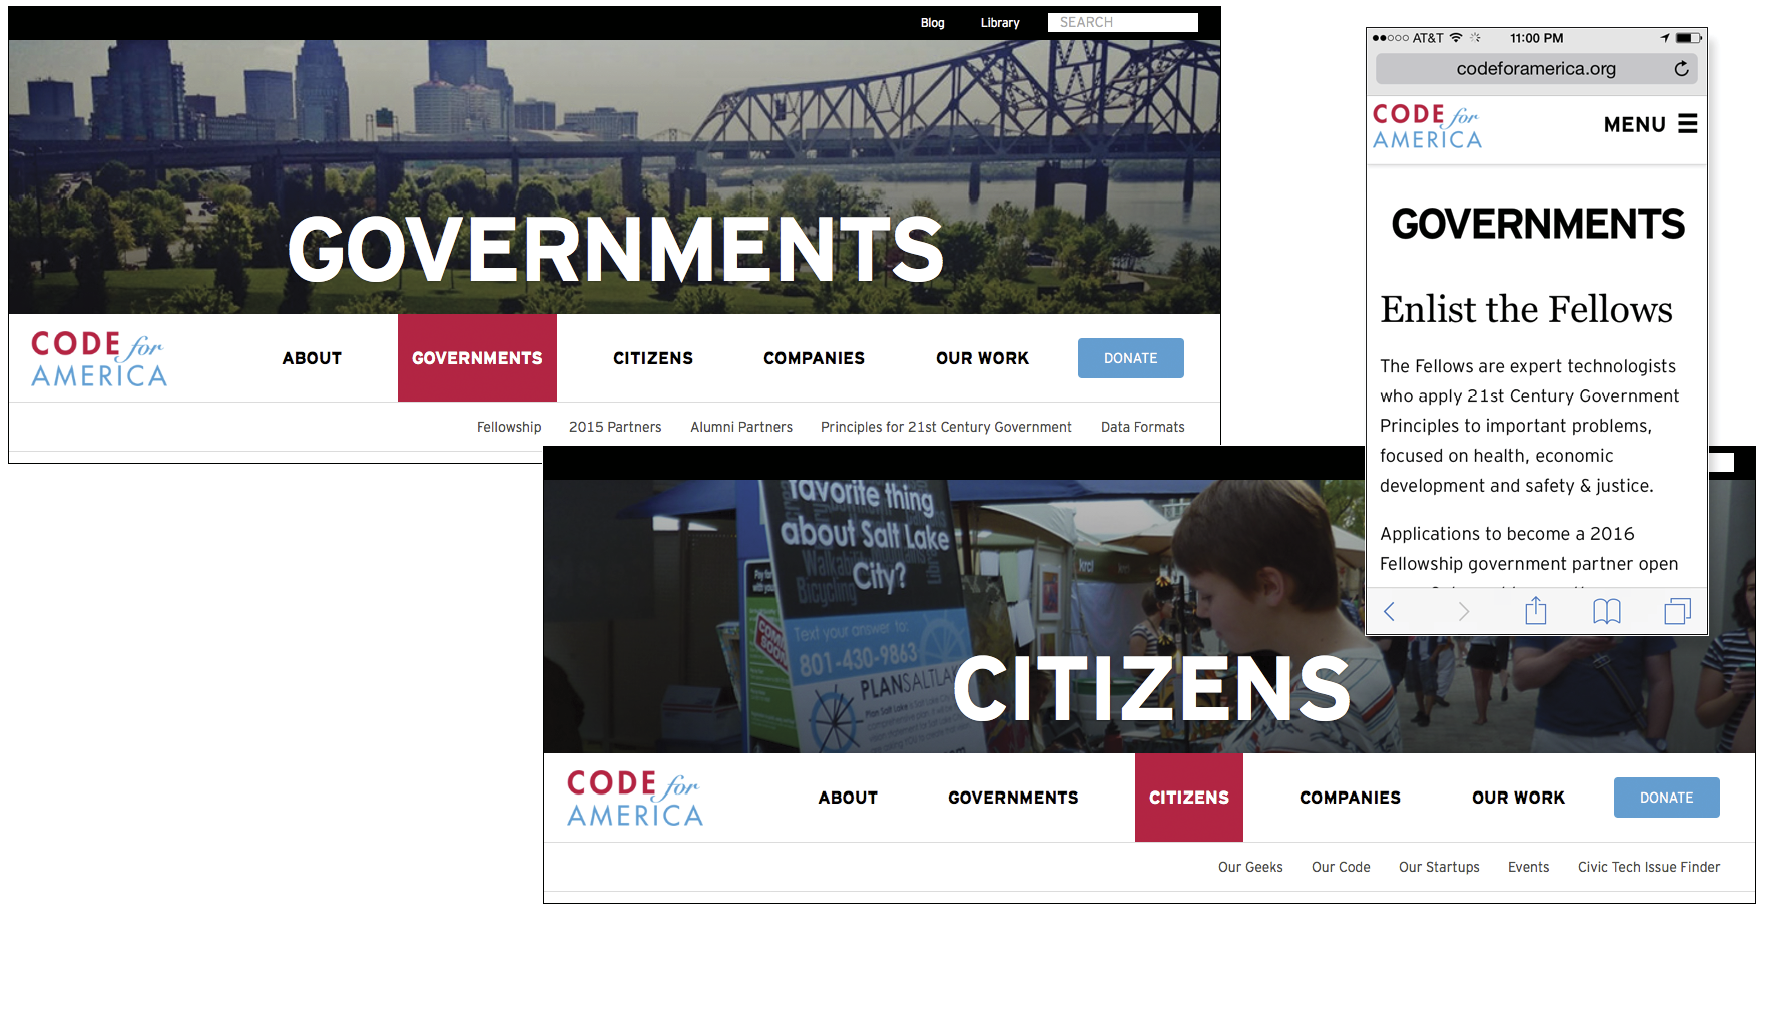 Blog Library SEARCH
GOVERNMENTS
CODE for
AMERICA
ABOUT GOVERNMENTS CITIZENS COMPANIES OUR WORK DONATE
Fellowship 2015 Partners Alumni Partners Principles for 21st Century Government Data Formats
AT&T 11:00 PM
codeforamerica.org
CODE for
AMERICA
MENU
GOVERNMENTS
Enlist the Fellows
The Fellows are expert technologists
who apply 21st Century Government
Principles to important problems,
focused on health, economic
development and safety & justice.
Applications to become a 2016
Fellowship government partner open
favorite thing
about Salt Lake
City?
Walkable
Bicycling
Text your answer to:
801-430-9863
PLANSALTLA
CITIZENS
CODE for
AMERICA
ABOUT GOVERNMENTS CITIZENS COMPANIES OUR WORK DONATE
Our Geeks Our Code Our Startups Events Civic Tech Issue Finder